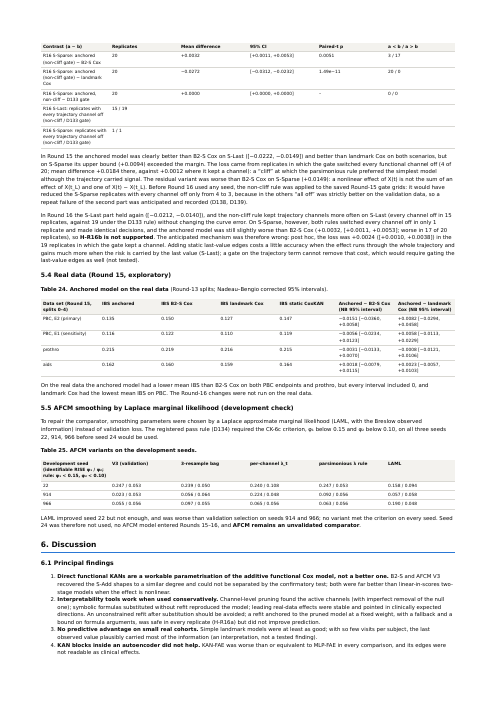 Contrast (a − b) Replicates Mean difference 95% CI Paired-t p a < b / a > b
R16 S-Sparse: anchored 20 +0.0032 [+0.0011, +0.0053] 0.0051 3 / 17
(non-cliff gate) − B2-S Cox
R16 S-Sparse: anchored 20 −0.0272 [−0.0312, −0.0232] 1.49e−11 20 / 0
(non-cliff gate) − landmark
Cox
R16 S-Sparse: anchored, 20 +0.0000 [+0.0000, +0.0000] – 0 / 0
non-cliff − D133 gate
R16 S-Last: replicates with 15 / 19
every trajectory channel off
(non-cliff / D133 gate)
R16 S-Sparse: replicates with 1 / 1
every trajectory channel off
(non-cliff / D133 gate)
In Round 15 the anchored model was clearly better than B2-S Cox on S-Last ([−0.0222, −0.0149]) and better than landmark Cox on both scenarios, but
on S-Sparse its upper bound (+0.0094) exceeded the margin. The loss came from replicates in which the gate switched every functional channel off (4 of
20; mean difference +0.0184 there, against +0.0012 where it kept a channel): a "cliff" at which the parsimonious rule preferred the simplest model
although the trajectory carried signal. The residual variant was worse than B2-S Cox on S-Sparse (+0.0149); a nonlinear effect of X(t) is not the sum of an
effect of X(t_L) and one of X(t) − X(t_L). Before Round 16 used any seed, the non-cliff rule was applied to the saved Round-15 gate grids: it would have
reduced the S-Sparse replicates with every channel off only from 4 to 3, because in the others "all off" was strictly better on the validation data, so a
repeat failure of the second part was anticipated and recorded (D138, D139).
In Round 16 the S-Last part held again ([−0.0212, −0.0140]), and the non-cliff rule kept trajectory channels more often on S-Last (every channel off in 15
replicates, against 19 under the D133 rule) without changing the curve error. On S-Sparse, however, both rules switched every channel off in only 1
replicate and made identical decisions, and the anchored model was still slightly worse than B2-S Cox (+0.0032, [+0.0011, +0.0053]; worse in 17 of 20
replicates), so H-R16b is not supported. The anticipated mechanism was therefore wrong: post hoc, the loss was +0.0024 ([+0.0010, +0.0038]) in the
19 replicates in which the gate kept a channel. Adding static last-value edges costs a little accuracy when the effect runs through the whole trajectory and
gains much more when the risk is carried by the last value (S-Last); a gate on the trajectory term cannot remove that cost, which would require gating the
last-value edges as well (not tested).
5.4 Real data (Round 15, exploratory)
Table 24. Anchored model on the real data (Round-13 splits; Nadeau-Bengio corrected 95% intervals).
Data set (Round 15, IBS anchored IBS B2-S Cox IBS landmark Cox IBS static CoxKAN Anchored − B2-S Cox Anchored − landmark
splits 0–4) (NB 95% interval) Cox (NB 95% interval)
PBC, E2 (primary) 0.135 0.150 0.127 0.147 −0.0151 [−0.0360, +0.0082 [−0.0294,
+0.0058] +0.0458]
PBC, E1 (sensitivity) 0.116 0.122 0.110 0.119 −0.0056 [−0.0234, +0.0058 [−0.0113,
+0.0123] +0.0229]
prothro 0.215 0.219 0.216 0.215 −0.0031 [−0.0133, −0.0008 [−0.0121,
+0.0070] +0.0106]
aids 0.162 0.160 0.159 0.164 +0.0018 [−0.0079, +0.0023 [−0.0057,
+0.0115] +0.0103]
On the real data the anchored model had a lower mean IBS than B2-S Cox on both PBC endpoints and prothro, but every interval included 0, and
landmark Cox had the lowest mean IBS on PBC. The Round-16 changes were not run on the real data.
5.5 AFCM smoothing by Laplace marginal likelihood (development check)
To repair the comparator, smoothing parameters were chosen by a Laplace approximate marginal likelihood (LAML, with the Breslow observed
information) instead of validation loss. The registered pass rule (D134) required the CK-6c criterion, φ₁ below 0.15 and φ₂ below 0.10, on all three seeds
22, 914, 966 before seed 24 would be used.
Table 25. AFCM variants on the development seeds.
Development seed V3 (validation) 3-resample bag per-channel λ_t parsimonious λ rule LAML
(identifiable RISE φ₁ / φ₂;
rule: φ₁ < 0.15, φ₂ < 0.10)
22 0.247 / 0.053 0.239 / 0.050 0.240 / 0.108 0.247 / 0.053 0.158 / 0.094
914 0.023 / 0.053 0.056 / 0.064 0.224 / 0.048 0.092 / 0.056 0.057 / 0.058
966 0.055 / 0.056 0.097 / 0.055 0.065 / 0.056 0.063 / 0.056 0.190 / 0.048
LAML improved seed 22 but not enough, and was worse than validation selection on seeds 914 and 966; no variant met the criterion on every seed. Seed
24 was therefore not used, no AFCM model entered Rounds 15–16, and AFCM remains an unvalidated comparator.
6. Discussion
6.1 Principal findings
1. Direct functional KANs are a workable parametrisation of the additive functional Cox model, not a better one. B2-S and AFCM V3
recovered the S-Add shapes to a similar degree and could not be separated by the confirmatory test; both were far better than linear-in-scores two-
stage models when the effect is nonlinear.
2. Interpretability tools work when used conservatively. Channel-level pruning found the active channels (with imperfect removal of the null
one); symbolic formulas substituted without refit reproduced the model; leading real-data effects were stable and pointed in clinically expected
directions. An unconstrained refit after substitution should be avoided; a refit anchored to the pruned model at a fixed weight, with a fallback and a
bound on formula arguments, was safe in every replicate (H-R16a) but did not improve prediction.
3. No predictive advantage on small real cohorts. Simple landmark models were at least as good; with so few visits per subject, the last
observed value plausibly carried most of the information (an interpretation, not a tested finding).
4. KAN blocks inside an autoencoder did not help. KAN-FAE was worse than or equivalent to MLP-FAE in every comparison, and its edges were
not readable as clinical effects.